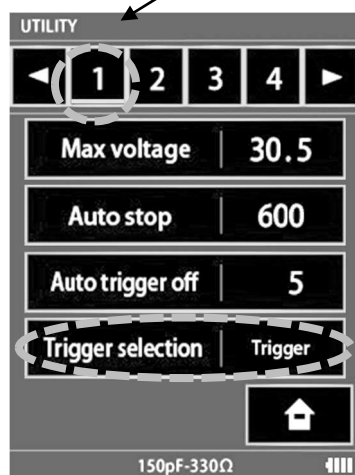 UTILITY
1 2 3 4
Max voltage 30.5
Auto stop 600
Auto trigger off 5
Trigger selection Trigger
150pF-330Ω